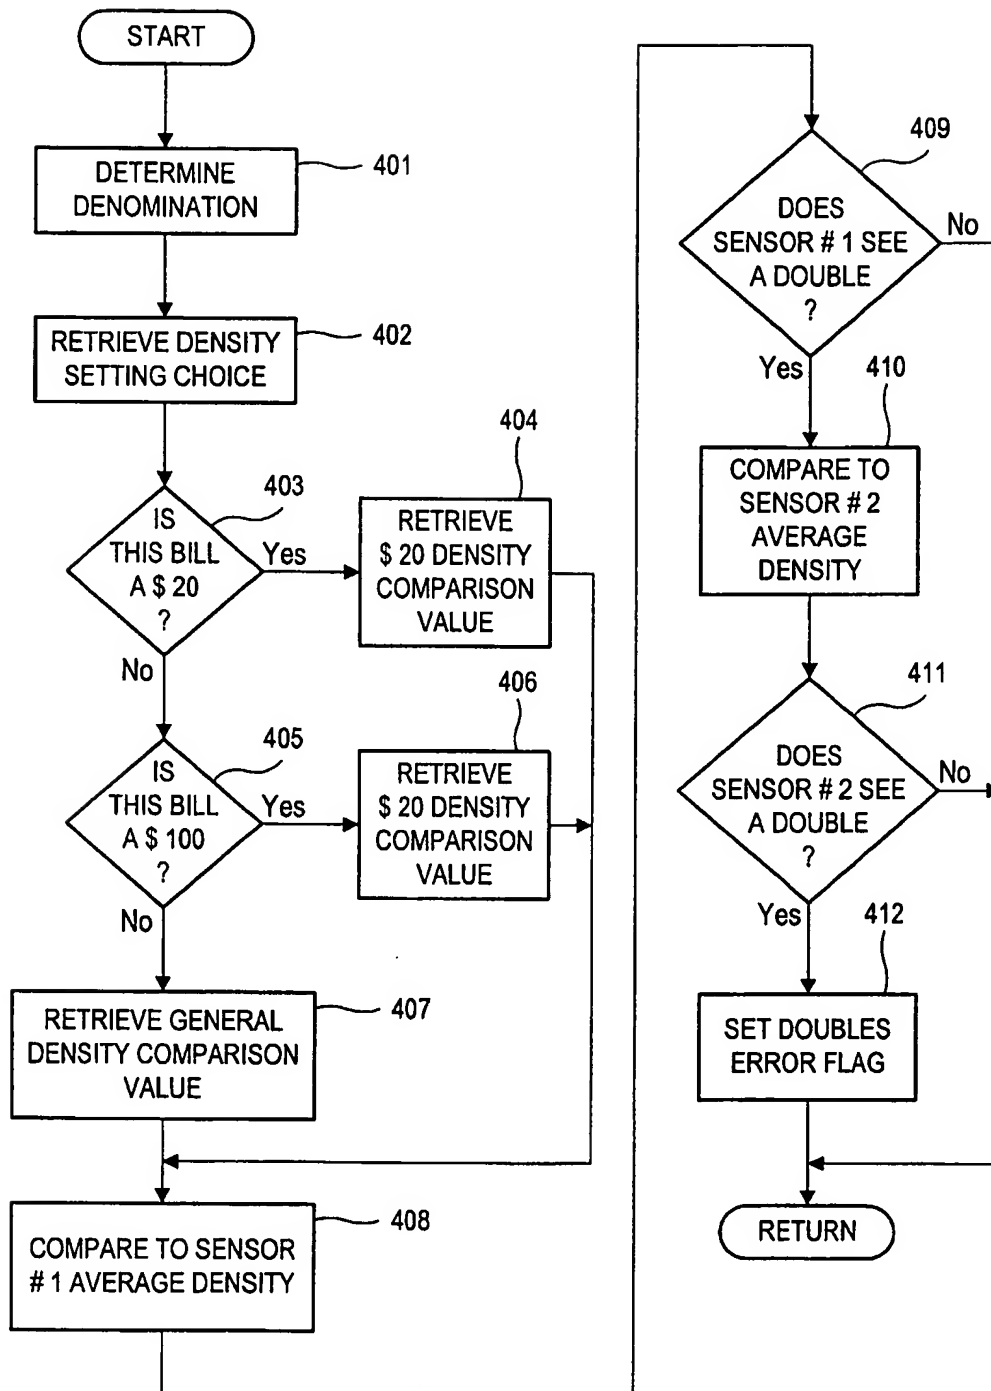 START
DETERMINE
DENOMINATION
401
RETRIEVE DENSITY
SETTING CHOICE
402
IS
THIS BILL
A $ 20
?
403
Yes
No
RETRIEVE
$ 20 DENSITY
COMPARISON
VALUE
404
IS
THIS BILL
A $ 100
?
405
Yes
No
RETRIEVE
$ 20 DENSITY
COMPARISON
VALUE
406
RETRIEVE GENERAL
DENSITY COMPARISON
VALUE
407
COMPARE TO SENSOR
# 1 AVERAGE DENSITY
408
DOES
SENSOR # 1 SEE
A DOUBLE
?
409
No
Yes
COMPARE TO
SENSOR # 2
AVERAGE
DENSITY
410
DOES
SENSOR # 2 SEE
A DOUBLE
?
411
No
Yes
SET DOUBLES
ERROR FLAG
412
RETURN